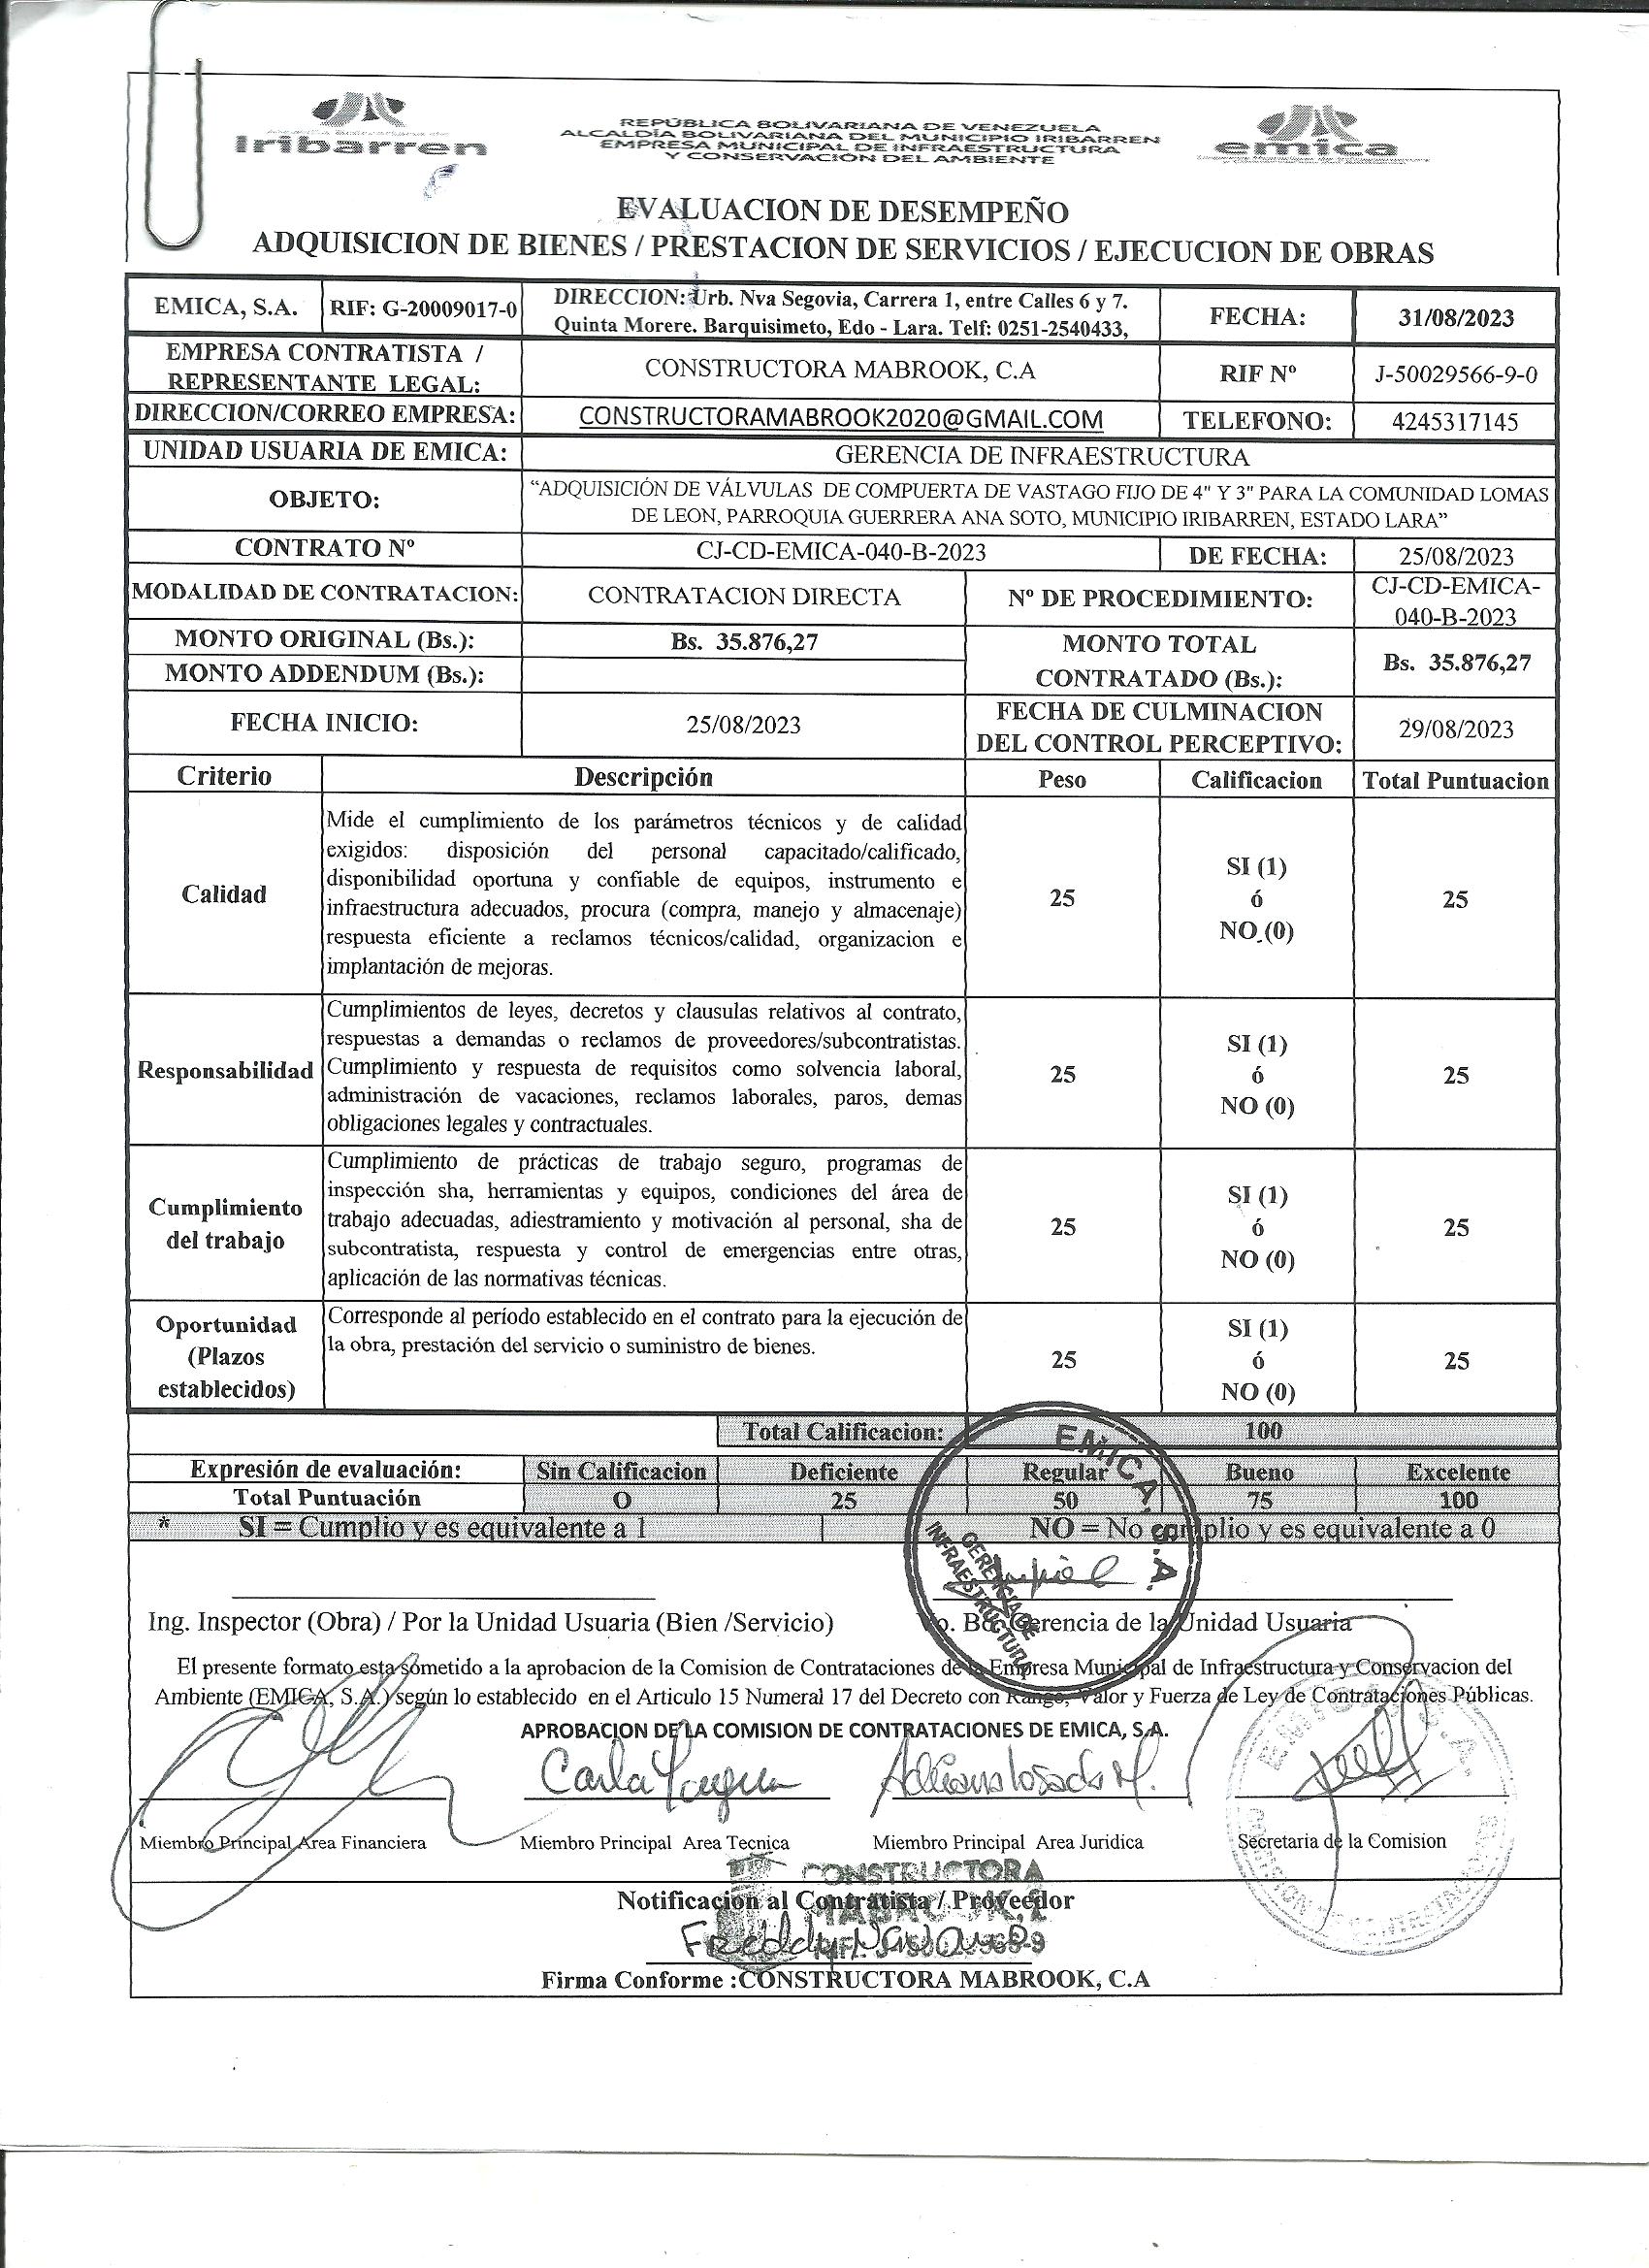 Iribarren
REPÚBLICA BOLIVARIANA DE VENEZUELA
ALCALDÍA BOLIVARIANA DEL MUNICIPIO IRIBARREN
EMPRESA MUNICIPAL DE INFRAESTRUCTURA
Y CONSERVACION DEL AMBIENTE
emica
EVALUACION DE DESEMPEÑO
ADQUISICION DE BIENES / PRESTACION DE SERVICIOS / EJECUCION DE OBRAS
EMICA, S.A.
RIF: G-20009017-0
DIRECCION: Urb. Nva Segovia, Carrera 1, entre Calles 6 y 7.
Quinta Morere. Barquisimeto, Edo - Lara. Telf: 0251-2540433,
FECHA:
31/08/2023
EMPRESA CONTRATISTA /
REPRESENTANTE LEGAL:
CONSTRUCTORA MABROOK, C.A
RIF Nº
J-50029566-9-0
DIRECCION/CORREO EMPRESA:
CONSTRUCTORAMABROOK2020@GMAIL.COM
TELEFONO:
4245317145
UNIDAD USUARIA DE EMICA:
GERENCIA DE INFRAESTRUCTURA
OBJETO:
“ADQUISICIÓN DE VÁLVULAS DE COMPUERTA DE VASTAGO FIJO DE 4" Y 3" PARA LA COMUNIDAD LOMAS
DE LEON, PARROQUIA GUERRERA ANA SOTO, MUNICIPIO IRIBARREN, ESTADO LARA”
CONTRATO Nº
CJ-CD-EMICA-040-B-2023
DE FECHA:
25/08/2023
MODALIDAD DE CONTRATACION:
CONTRATACION DIRECTA
Nº DE PROCEDIMIENTO:
CJ-CD-EMICA-
040-B-2023
MONTO ORIGINAL (Bs.):
Bs. 35.876,27
MONTO TOTAL
CONTRATADO (Bs.):
Bs. 35.876,27
MONTO ADDENDUM (Bs.):
FECHA INICIO:
25/08/2023
FECHA DE CULMINACION
DEL CONTROL PERCEPTIVO:
29/08/2023
Criterio
Descripción
Peso
Calificacion
Total Puntuacion
Calidad
Mide el cumplimiento de los parámetros técnicos y de calidad
exigidos: disposición del personal capacitado/calificado,
disponibilidad oportuna y confiable de equipos, instrumento e
infraestructura adecuados, procura (compra, manejo y almacenaje)
respuesta eficiente a reclamos técnicos/calidad, organizacion e
implantación de mejoras.
25
SI (1)
ó
NO (0)
25
Responsabilidad
Cumplimientos de leyes, decretos y clausulas relativos al contrato,
respuestas a demandas o reclamos de proveedores/subcontratistas.
Cumplimiento y respuesta de requisitos como solvencia laboral,
administración de vacaciones, reclamos laborales, paros, demas
obligaciones legales y contractuales.
25
SI (1)
ó
NO (0)
25
Cumplimiento
del trabajo
Cumplimiento de prácticas de trabajo seguro, programas de
inspección sha, herramientas y equipos, condiciones del área de
trabajo adecuadas, adiestramiento y motivación al personal, sha de
subcontratista, respuesta y control de emergencias entre otras,
aplicación de las normativas técnicas.
25
SI (1)
ó
NO (0)
25
Oportunidad
(Plazos
establecidos)
Corresponde al período establecido en el contrato para la ejecución de
la obra, prestación del servicio o suministro de bienes.
25
SI (1)
ó
NO (0)
25
Total Calificacion:
100
Expresión de evaluación:
Sin Calificacion
Deficiente
Regular
Bueno
Excelente
Total Puntuación
O
25
50
75
100
* SI = Cumplio y es equivalente a 1
NO = No cumplio y es equivalente a 0
EMICA, S.A.
GERENCIA DE
INFRAESTRUCTURA
Ing. Inspector (Obra) / Por la Unidad Usuaria (Bien /Servicio)
Vo. Bo. Gerencia de la Unidad Usuaria
El presente formato esta sometido a la aprobacion de la Comision de Contrataciones de la Empresa Municipal de Infraestructura y Conservacion del
Ambiente (EMICA, S.A.) según lo establecido en el Articulo 15 Numeral 17 del Decreto con Rango, Valor y Fuerza de Ley de Contrataciones Públicas.
APROBACION DE LA COMISION DE CONTRATACIONES DE EMICA, S.A.
Carla
Miembro Principal Area Financiera
Miembro Principal Area Tecnica
Miembro Principal Area Juridica
Secretaria de la Comision
CONSTRUCTORA
Notificación al Contratista / Proveedor
Freddy
Firma Conforme :CONSTRUCTORA MABROOK, C.A